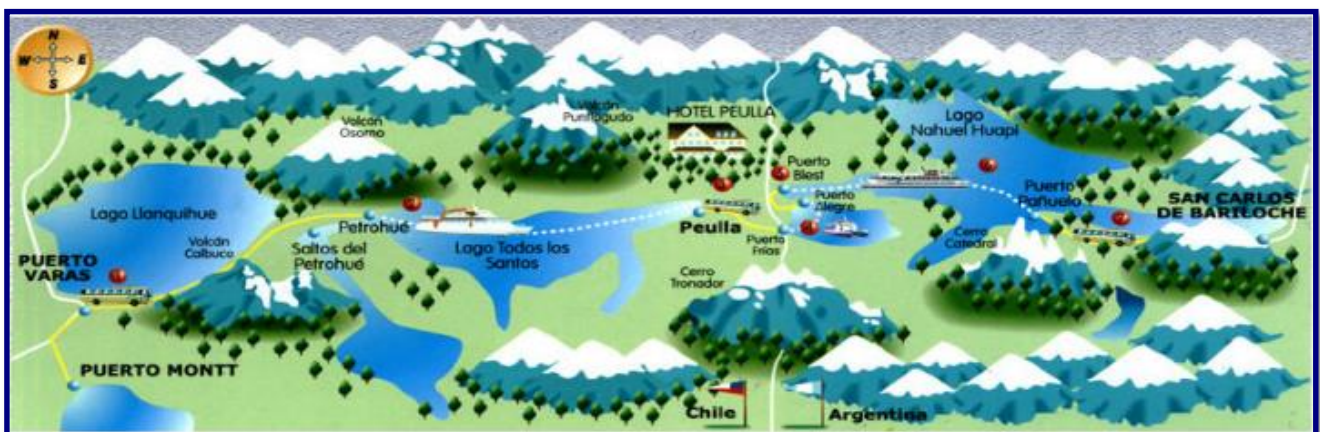 N
W E
S
Volcán
Osorno
Volcán
Puntiagudo
HOTEL PEULLA
Lago
Nahuel Huapi
Puerto
Blest
Puerto
Alegre
Puerto
Pañuelo
SAN CARLOS
DE BARILOCHE
Lago Llanquihue
Petrohué
Lago Todos los
Santos
Peulla
Puerto
Frías
Cerro
Catedral
Volcán
Calbuco
Saltos del
Petrohué
PUERTO
VARAS
Cerro
Tronador
PUERTO MONTT
Chile
Argentina